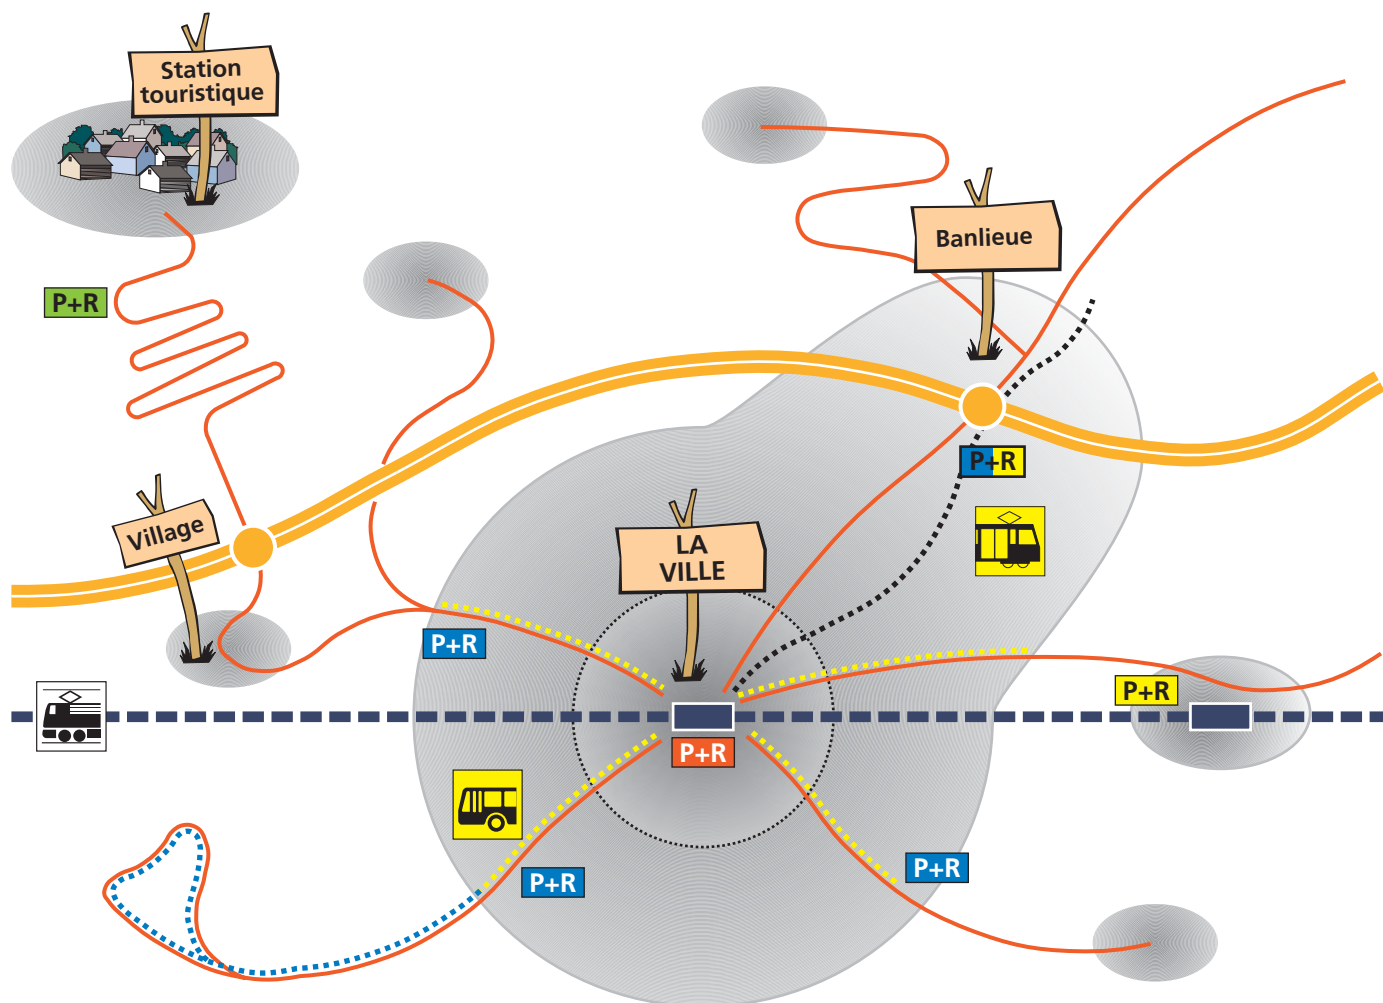 Station
touristique
Banlieue
P+R
P+R
Village
LA
VILLE
P+R
P+R
P+R
P+R
P+R